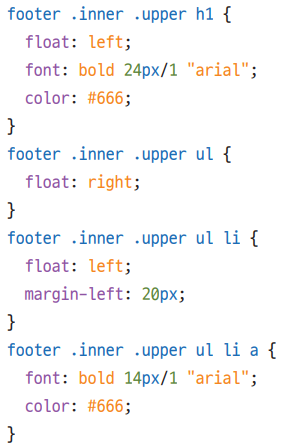 footer .inner .upper h1 {
  float: left;
  font: bold 24px/1 "arial";
  color: #666;
}
footer .inner .upper ul {
  float: right;
}
footer .inner .upper ul li {
  float: left;
  margin-left: 20px;
}
footer .inner .upper ul li a {
  font: bold 14px/1 "arial";
  color: #666;
}